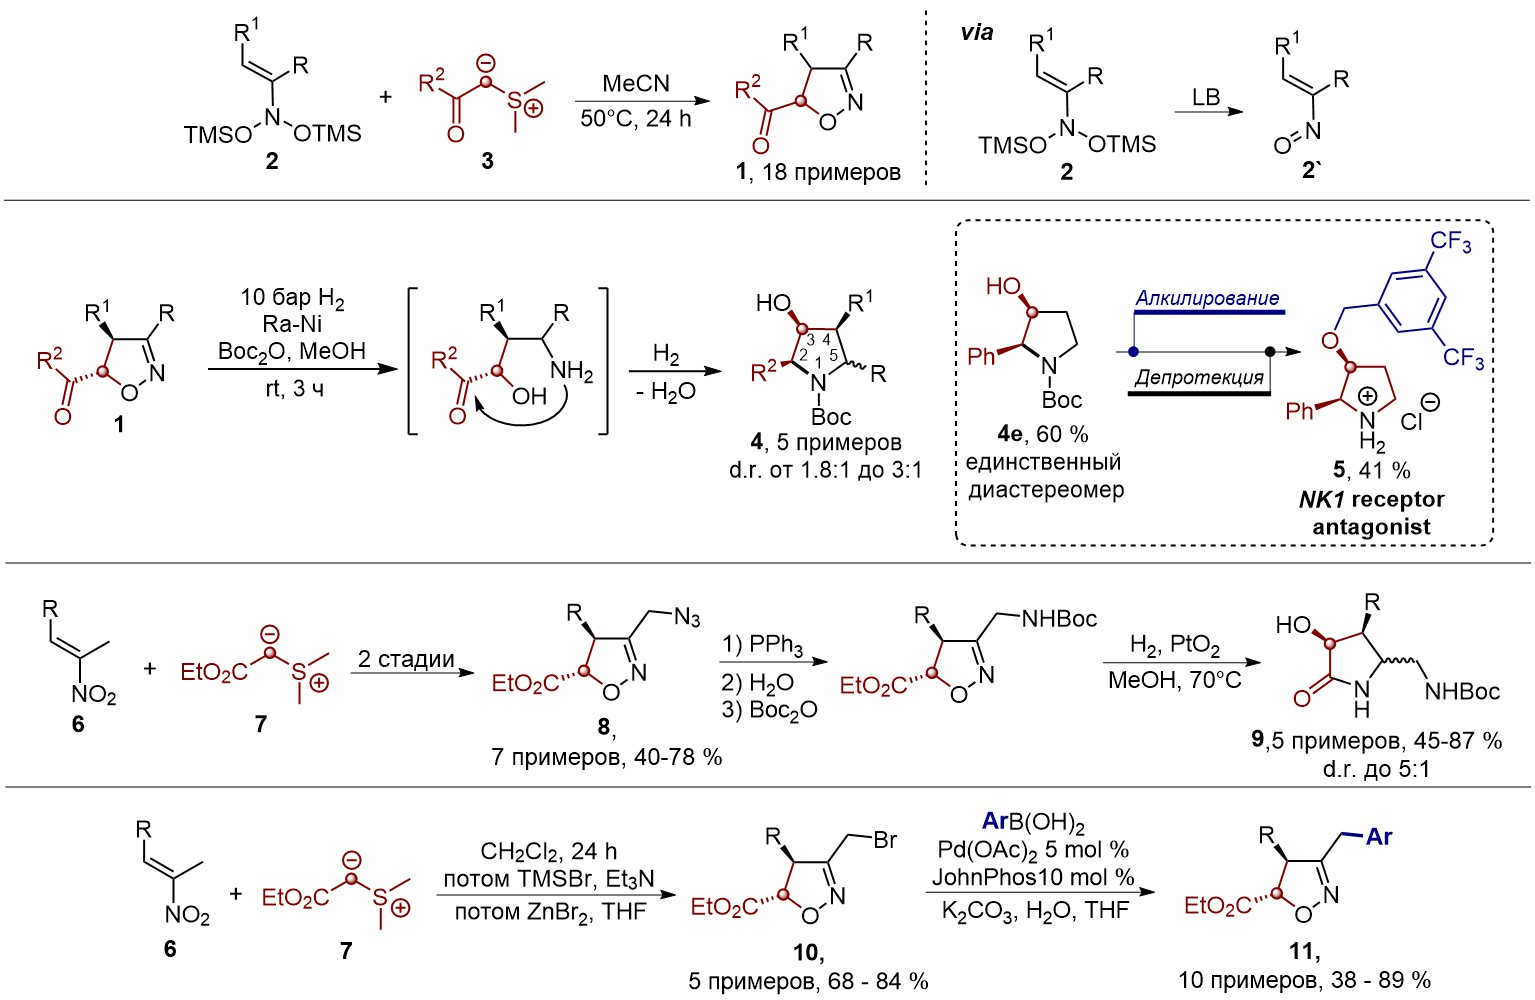 R1
R
TMSO
N
OTMS
2
+
R2
O
S
⊖
⊕
3
MeCN
50°C, 24 h
R1
R
R2
O
O
N
1, 18 примеров
via
R1
R
TMSO
N
OTMS
2
LB
R1
R
O
N
2`
R1
R
R2
O
O
N
1
10 бар H2
Ra-Ni
Boc2O, MeOH
rt, 3 ч
R1
R
R2
O
OH
NH2
H2
- H2O
HO
R1
3
4
2
1
5
R2
N
R
Boc
4, 5 примеров
d.r. от 1.8:1 до 3:1
HO
Ph
N
Boc
4e, 60 %
единственный
диастереомер
Алкилирование
Депротекция
CF3
CF3
O
Ph
⊕
N
H2
Cl⊖
5, 41 %
NK1 receptor
antagonist
R
NO2
6
+
EtO2C
S
⊖
⊕
7
2 стадии
R
N3
EtO2C
O
N
8,
7 примеров, 40-78 %
1) PPh3
2) H2O
3) Boc2O
R
NHBoc
EtO2C
O
N
H2, PtO2
MeOH, 70°C
HO
R
O
N
H
NHBoc
9,5 примеров, 45-87 %
d.r. до 5:1
R
NO2
6
+
EtO2C
S
⊖
⊕
7
CH2Cl2, 24 h
потом TMSBr, Et3N
потом ZnBr2, THF
R
Br
EtO2C
O
N
10,
5 примеров, 68 - 84 %
ArB(OH)2
Pd(OAc)2 5 mol %
JohnPhos10 mol %
K2CO3, H2O, THF
R
Ar
EtO2C
O
N
11,
10 примеров, 38 - 89 %